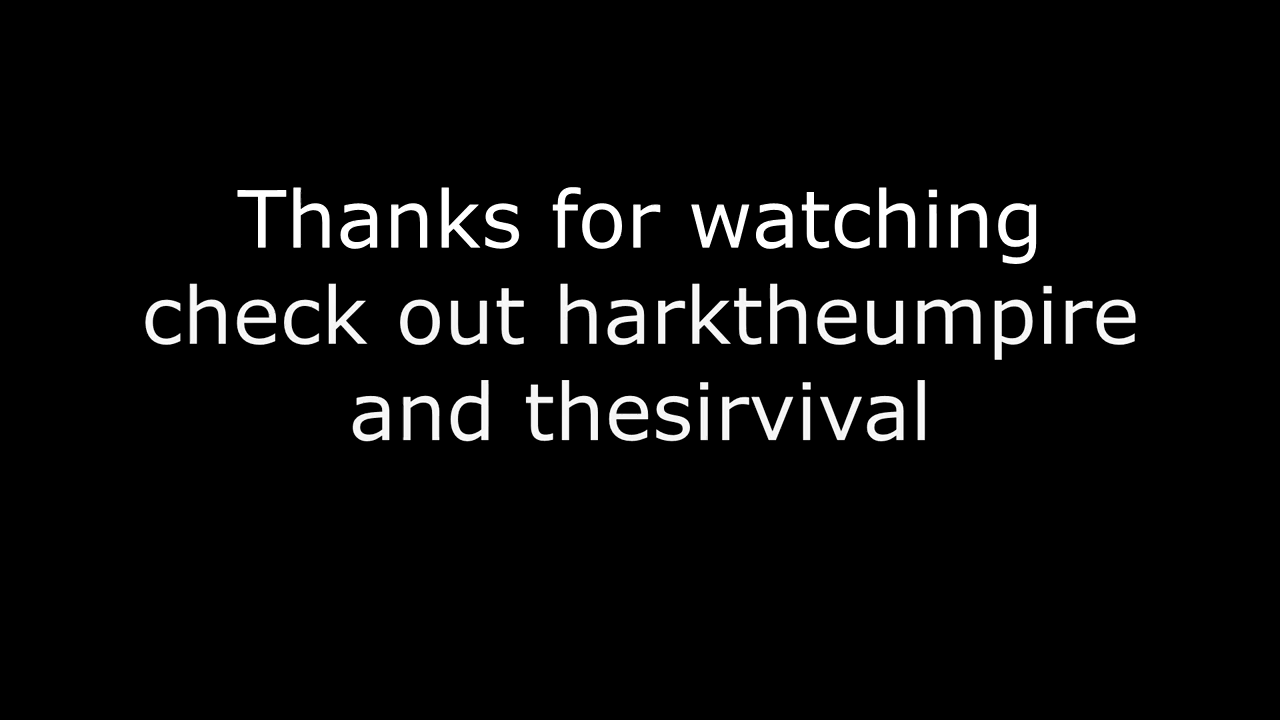 Thanks for watching
check out harktheumpire
and thesirvival